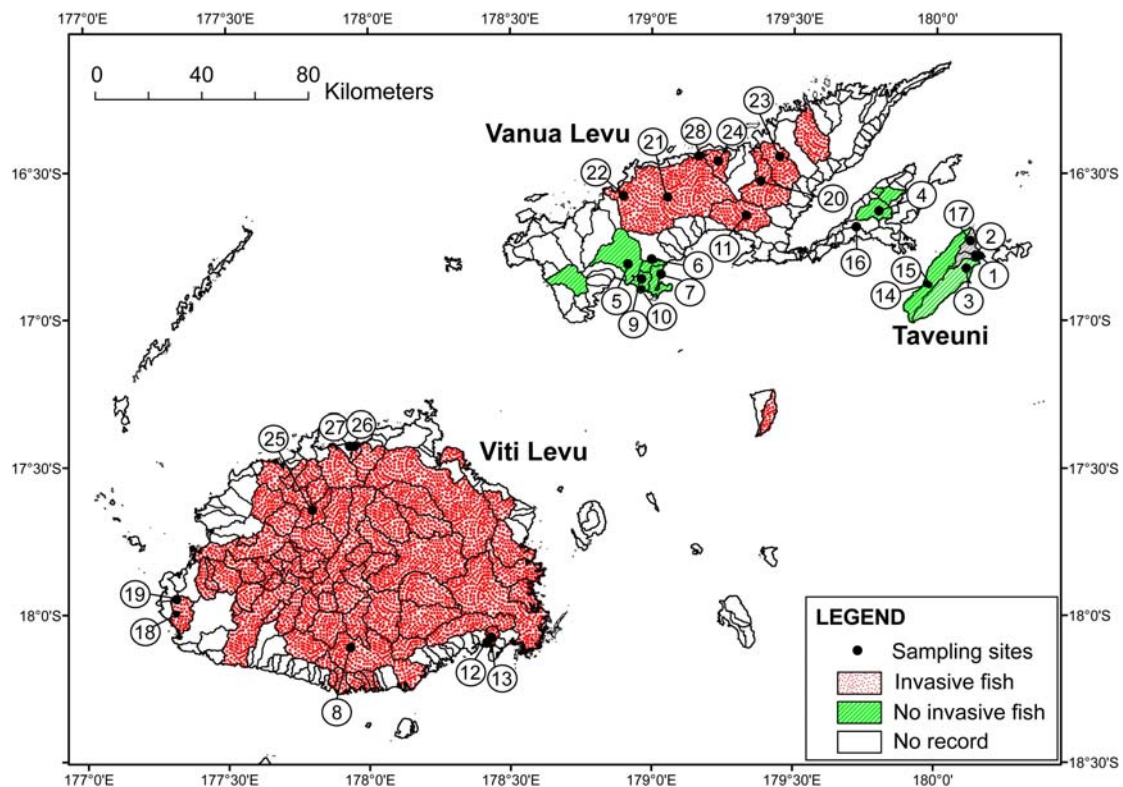 177°0'E 177°30'E 178°0'E 178°30'E 179°0'E 179°30'E 180°0'
0 40 80
Kilometers
23
Vanua Levu 21 28 24
16°30'S 16°30'S
22
4
20
17
2
11
16
6
15
1
5
7
14
3
9
10
17°0'S 17°0'S
Taveuni
27 26
25
Viti Levu
17°30'S 17°30'S
19
18°0'S 18°0'S
18
12 13
8
LEGEND
Sampling sites
Invasive fish
No invasive fish
No record
18°30'S
177°0'E 177°30'E 178°0'E 178°30'E 179°0'E 179°30'E 180°0'